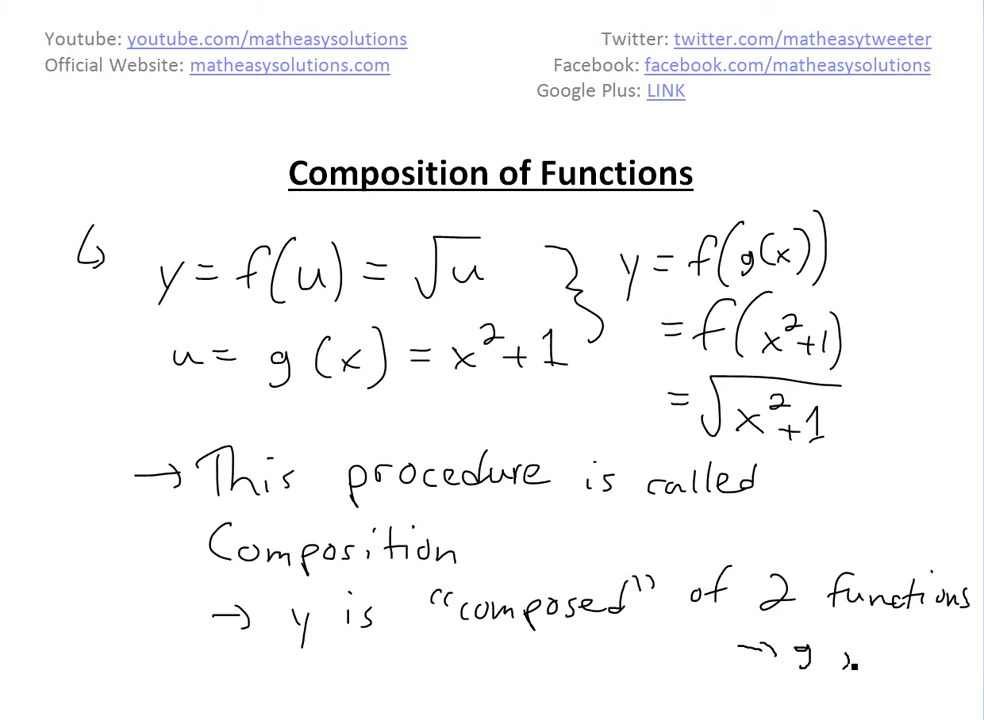 Youtube: youtube.com/matheasysolutions
Twitter: twitter.com/matheasytweeter
Official Website: matheasysolutions.com
Facebook: facebook.com/matheasysolutions
Google Plus: LINK
Composition of Functions
↳ y = f(u) = √u } y = f(g(x))
u = g(x) = x²+1 = f(x²+1)
= √(x²+1)
→ This procedure is called
Composition
→ y is "composed" of 2 functions
→ g